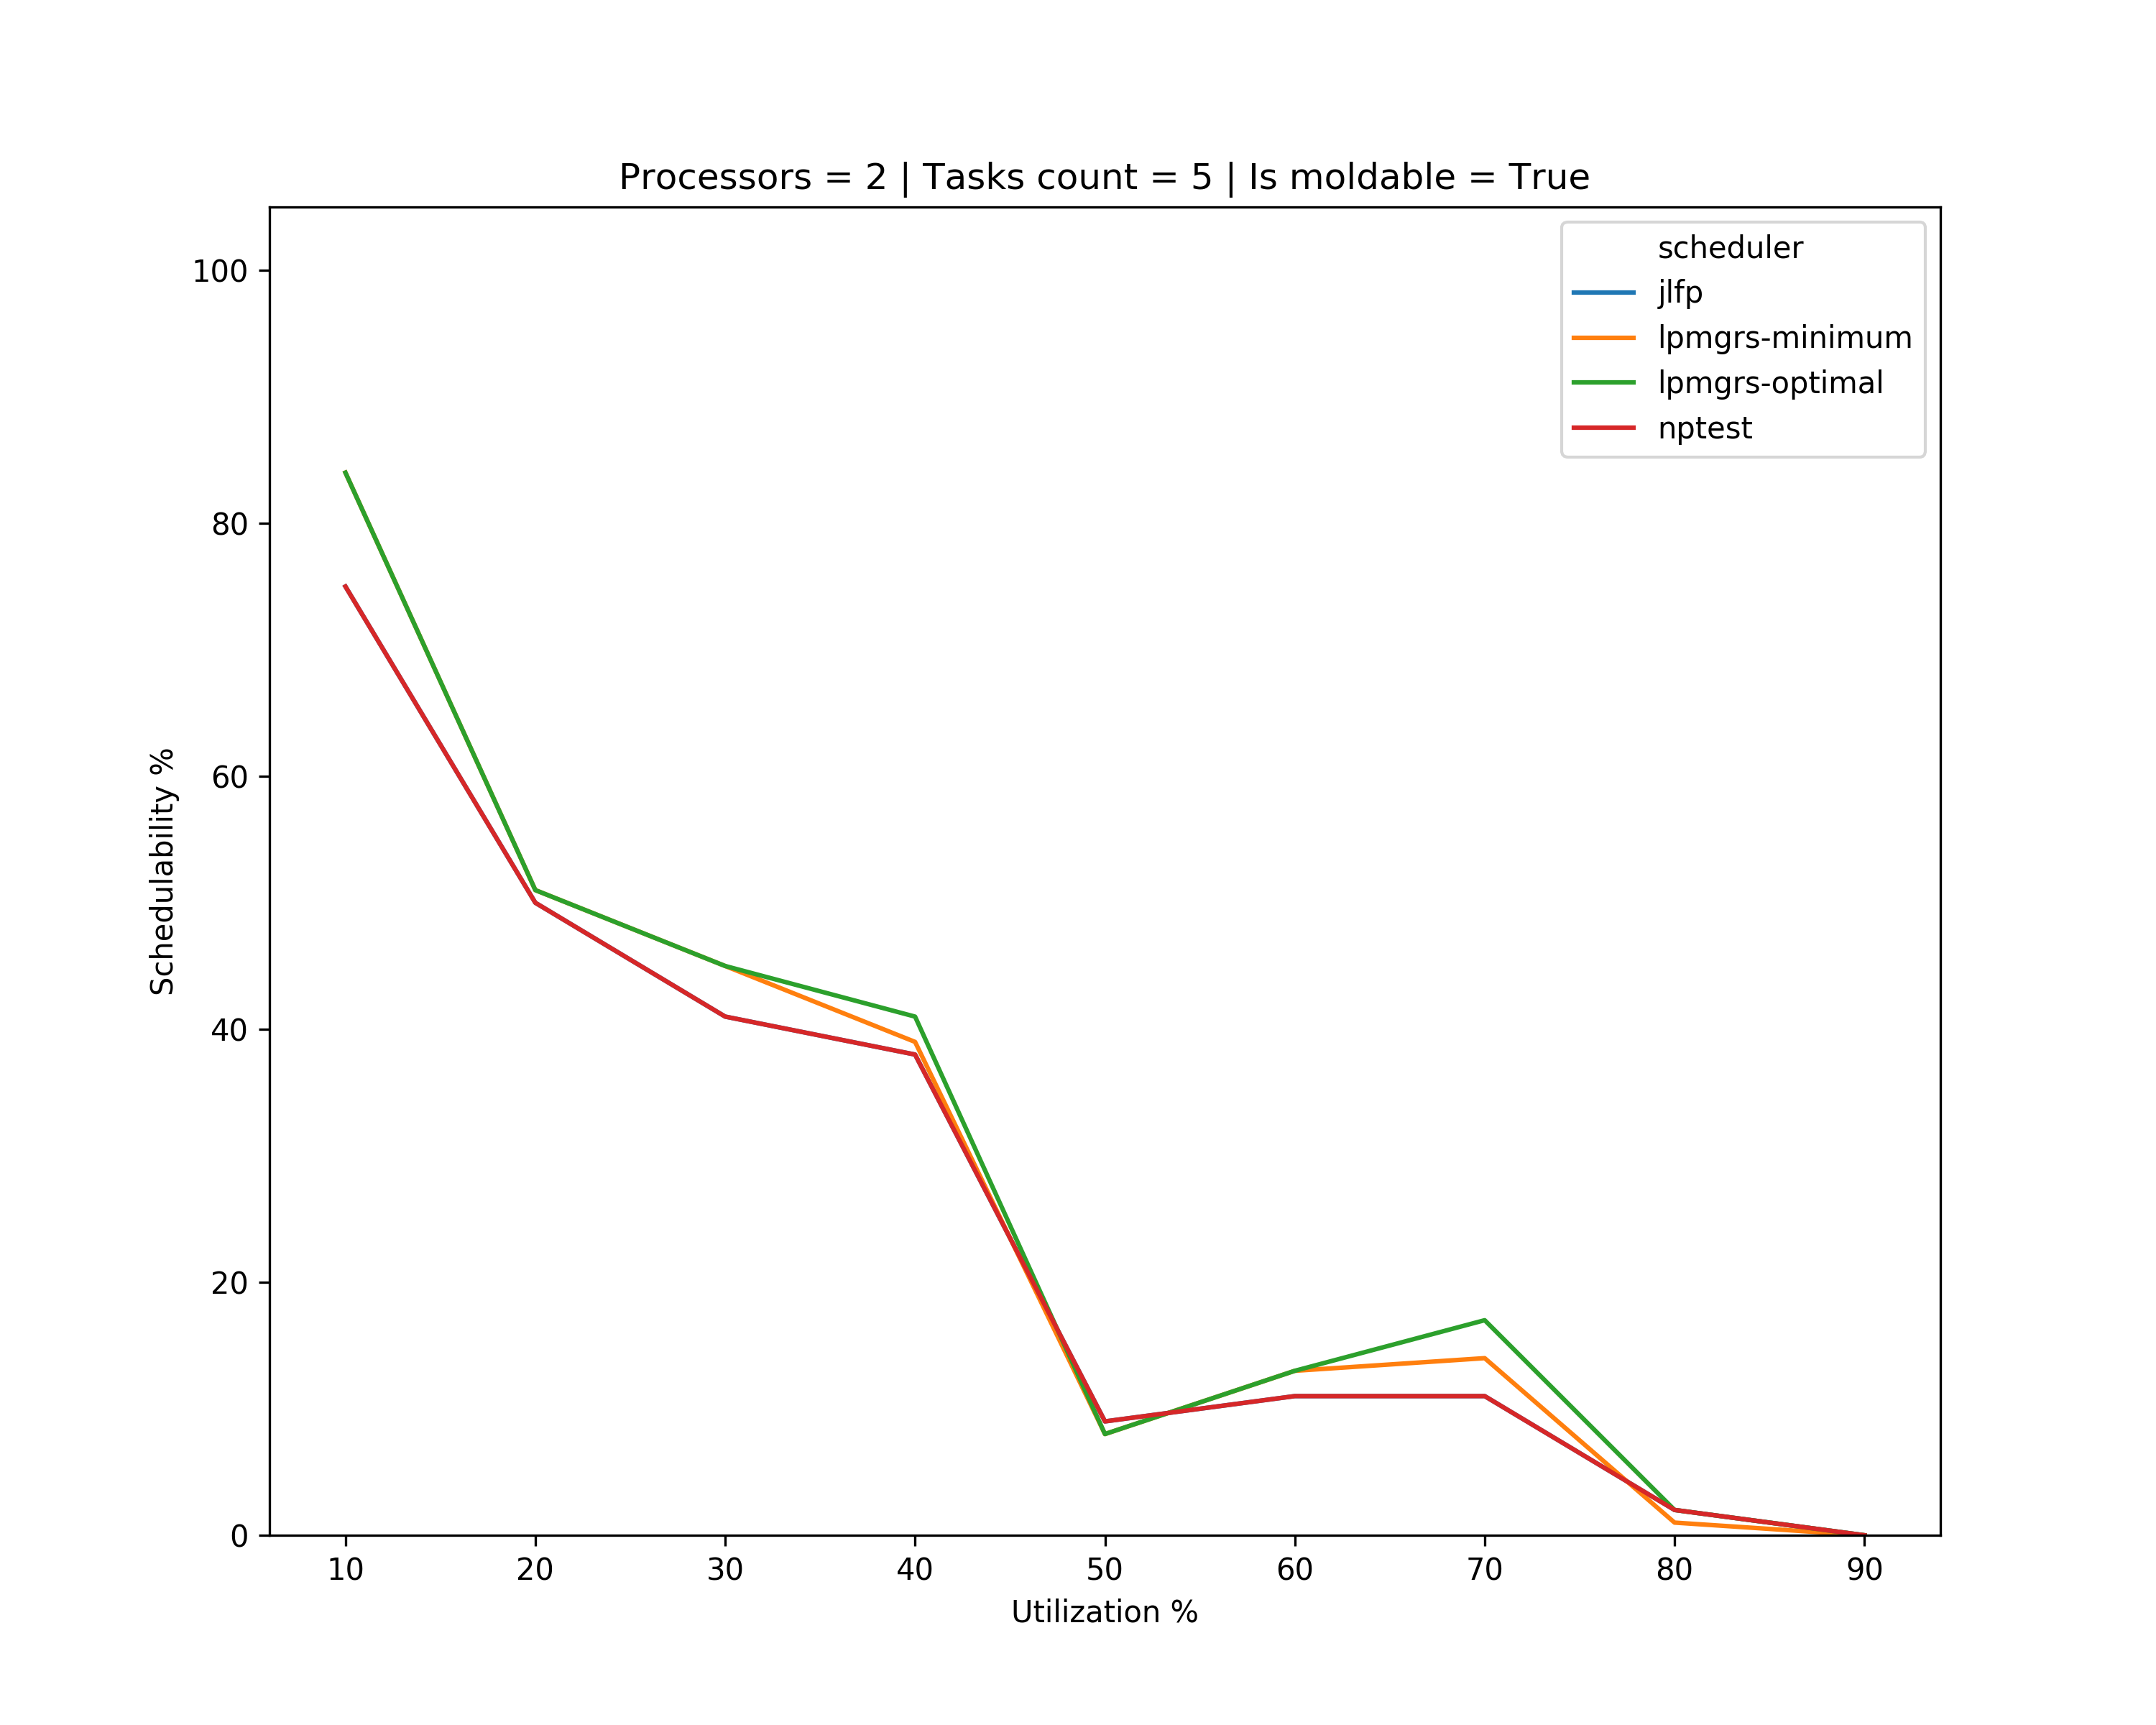 Processors = 2 | Tasks count = 5 | Is moldable = True
scheduler
jlfp
lpmgrs-minimum
lpmgrs-optimal
nptest
Schedulability %
100
80
60
40
20
0
10 20 30 40 50 60 70 80 90
Utilization %